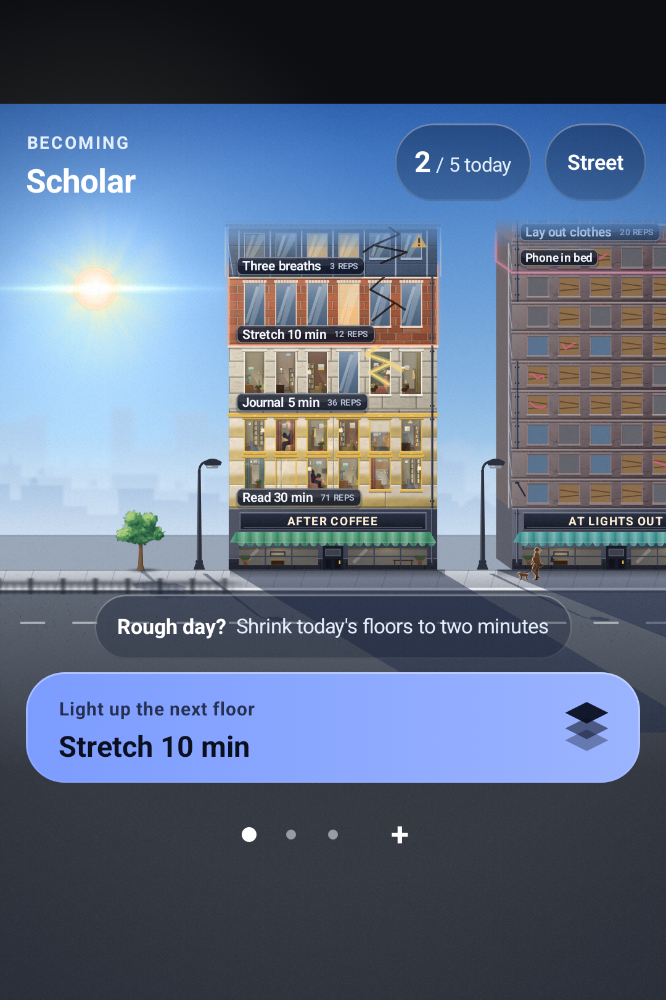 BECOMING
Scholar
2 / 5 today
Street
Lay out clothes 20 REPS
Phone in bed
Three breaths 3 REPS
Stretch 10 min 12 REPS
Journal 5 min 36 REPS
Read 30 min 71 REPS
AFTER COFFEE
AT LIGHTS OUT
Rough day? Shrink today's floors to two minutes
Light up the next floor
Stretch 10 min